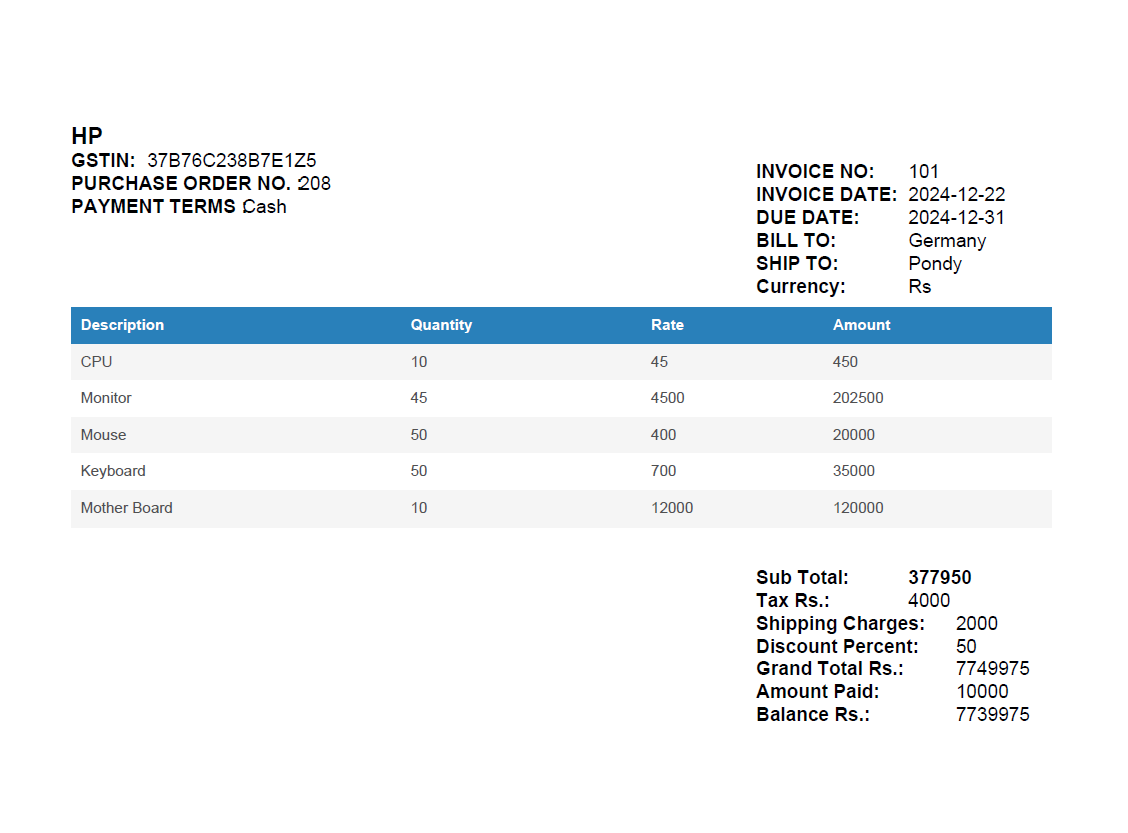 HP
GSTIN: 37B76C238B7E1Z5
PURCHASE ORDER NO. :208
PAYMENT TERMS :Cash
INVOICE NO: 101
INVOICE DATE: 2024-12-22
DUE DATE: 2024-12-31
BILL TO: Germany
SHIP TO: Pondy
Currency: Rs
Description Quantity Rate Amount
CPU 10 45 450
Monitor 45 4500 202500
Mouse 50 400 20000
Keyboard 50 700 35000
Mother Board 10 12000 120000
Sub Total: 377950
Tax Rs.: 4000
Shipping Charges: 2000
Discount Percent: 50
Grand Total Rs.: 7749975
Amount Paid: 10000
Balance Rs.: 7739975